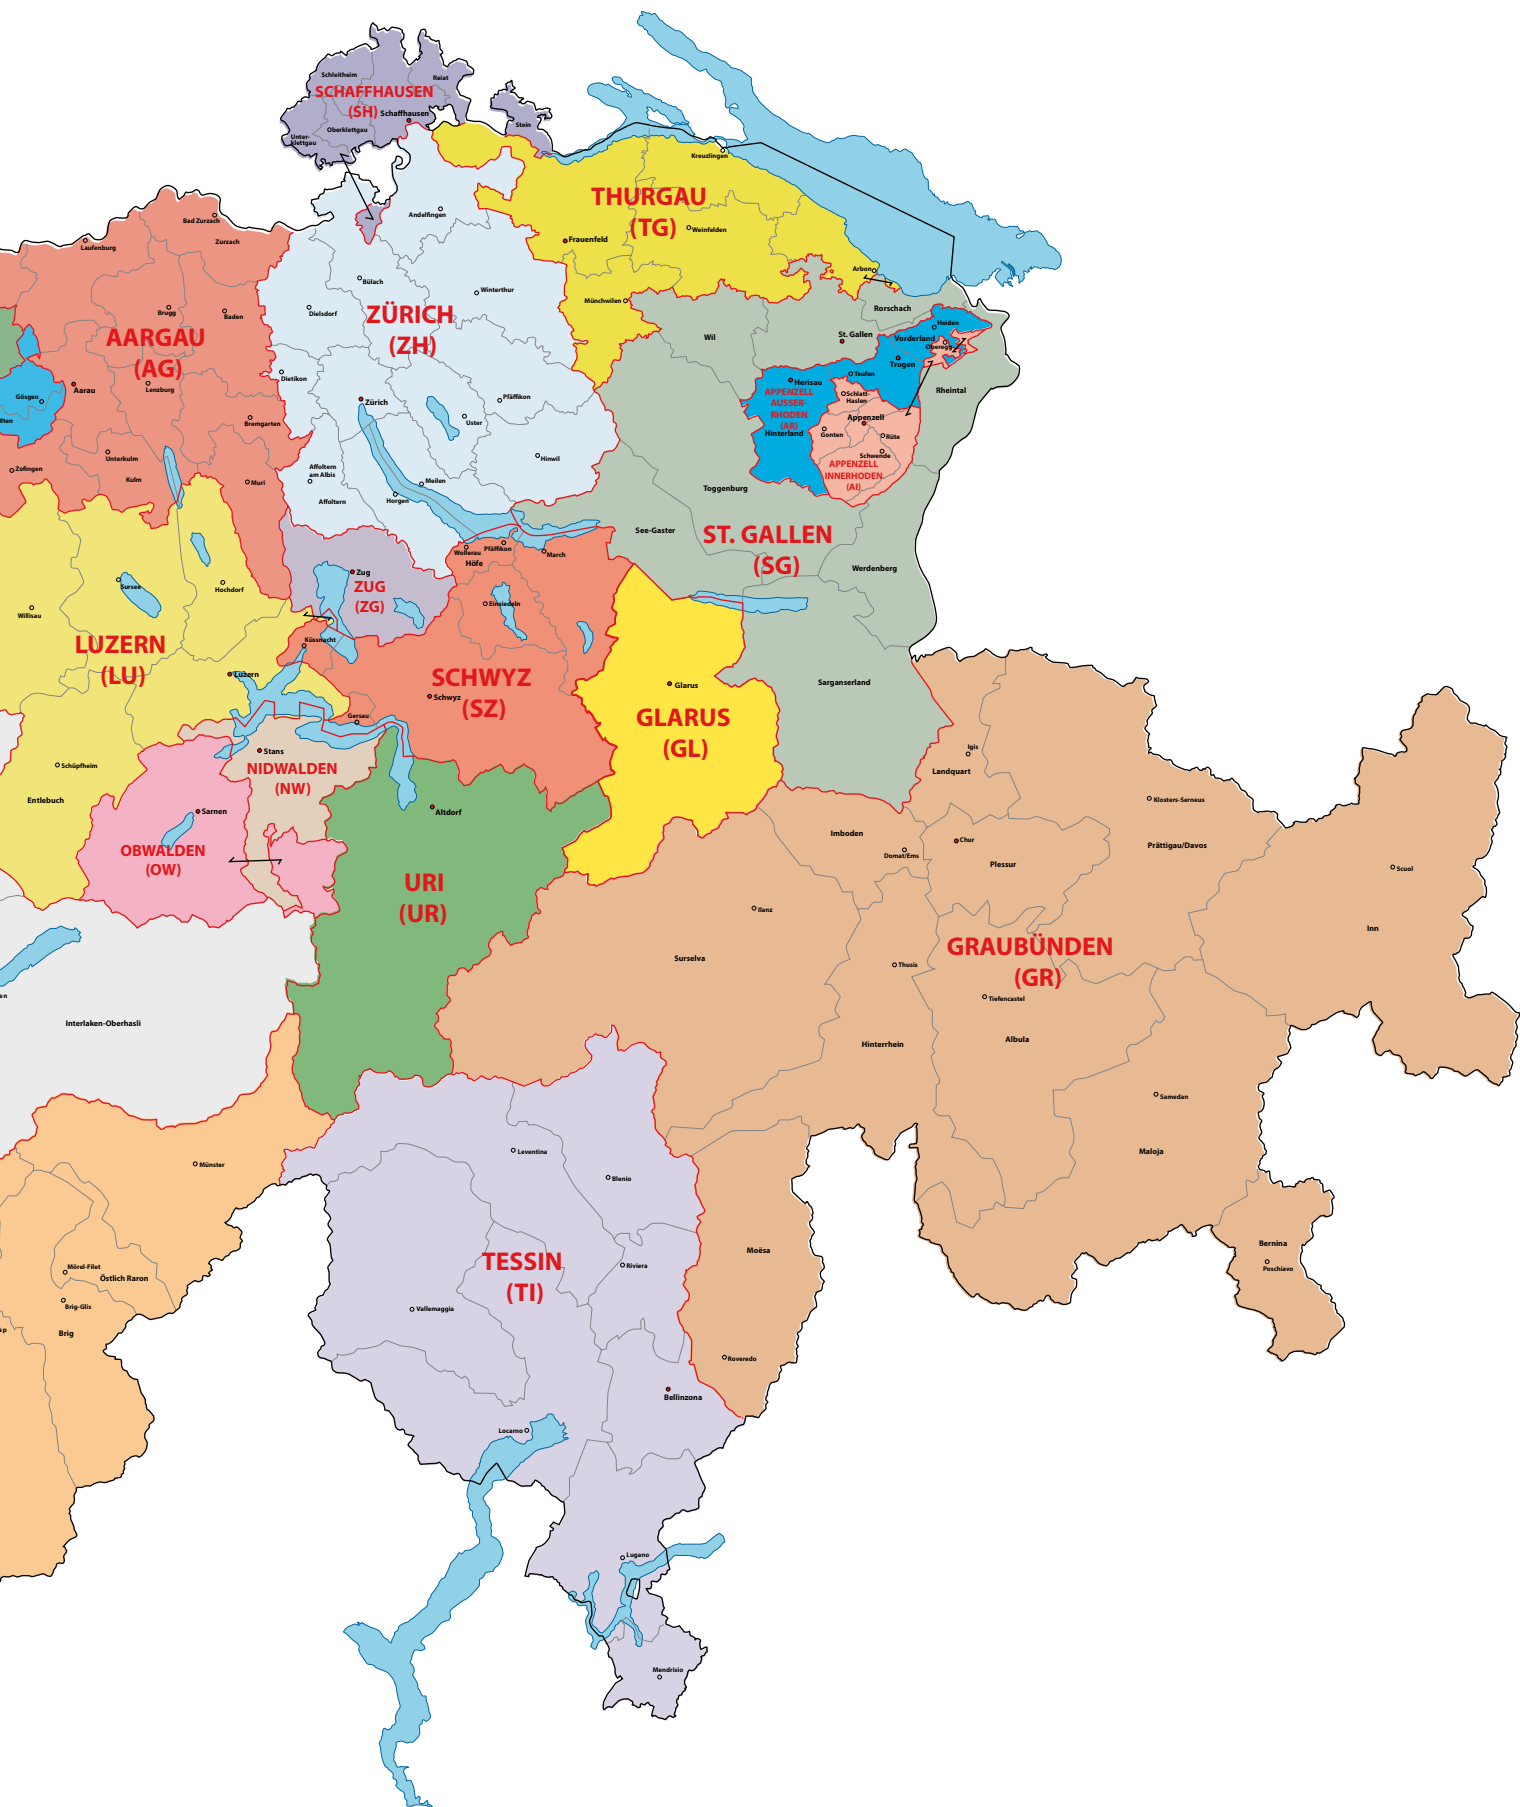 Schleitheim
Reiat
SCHAFFHAUSEN
(SH)
Schaffhausen
Oberklettgau
Unter-
klettgau
Stein
Kreuzlingen
THURGAU
(TG)
Weinfelden
Frauenfeld
Arbon
Münchwilen
Andelfingen
Bülach
Winterthur
Dielsdorf
ZÜRICH
(ZH)
Dietikon
Zürich
Pfäffikon
Uster
Hinwil
Affoltern
am Albis
Affoltern
Meilen
Horgen
Bad Zurzach
Zurzach
Laufenburg
Brugg
Baden
AARGAU
(AG)
Aarau
Lenzburg
Gösgen
Bremgarten
Unterkulm
Kulm
Zofingen
Muri
Rorschach
St. Gallen
Wil
Heiden
Vorderland
Oberegg
Trogen
Teufen
Herisau
APPENZELL
AUSSER-
RHODEN
(AR)
Hinterland
Schlatt-
Haslen
Appenzell
Gonten
Rüte
Schwende
APPENZELL
INNERHODEN
(AI)
Rheintal
Toggenburg
See-Gaster
ST. GALLEN
(SG)
Werdenberg
Sarganserland
Wollerau
Pfäffikon
Höfe
March
Einsiedeln
Zug
ZUG
(ZG)
Küssnacht
SCHWYZ
(SZ)
Schwyz
Gersau
Sursee
Hochdorf
Willisau
LUZERN
(LU)
Luzern
Schüpfheim
Entlebuch
Glarus
GLARUS
(GL)
Stans
NIDWALDEN
(NW)
Sarnen
OBWALDEN
(OW)
Altdorf
URI
(UR)
Interlaken-Oberhasli
Igis
Landquart
Klosters-Serneus
Imboden
Domat/Ems
Chur
Plessur
Prättigau/Davos
Scuol
Inn
Ilanz
Surselva
GRAUBÜNDEN
(GR)
Thusis
Tiefencastel
Albula
Hinterrhein
Samedan
Maloja
Bernina
Poschiavo
Moësa
Roveredo
Münster
Mörel-Filet
Östlich Raron
Brig-Glis
Brig
Leventina
Blenio
TESSIN
(TI)
Riviera
Vallemaggia
Bellinzona
Locarno
Lugano
Mendrisio